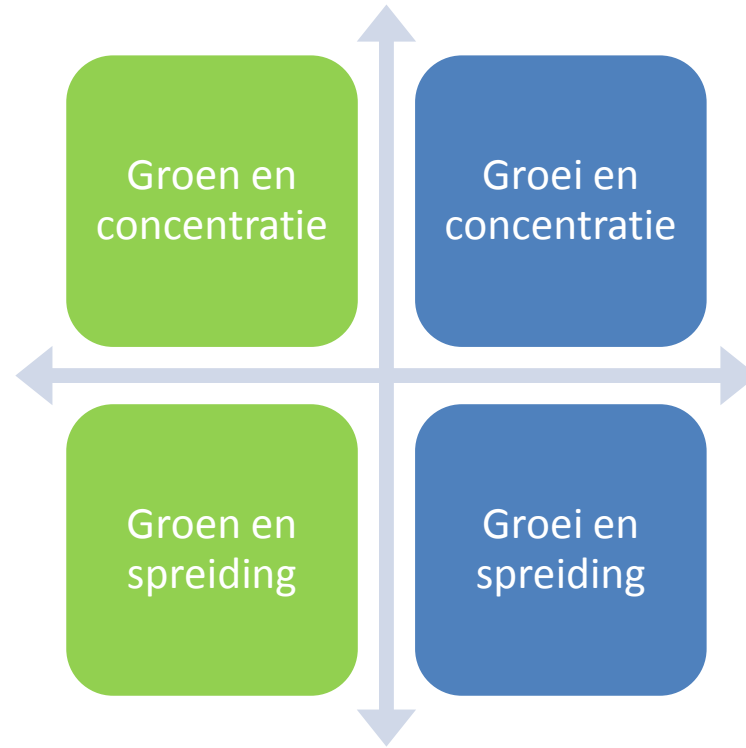 Groen en
concentratie
Groei en
concentratie
Groen en
spreiding
Groei en
spreiding